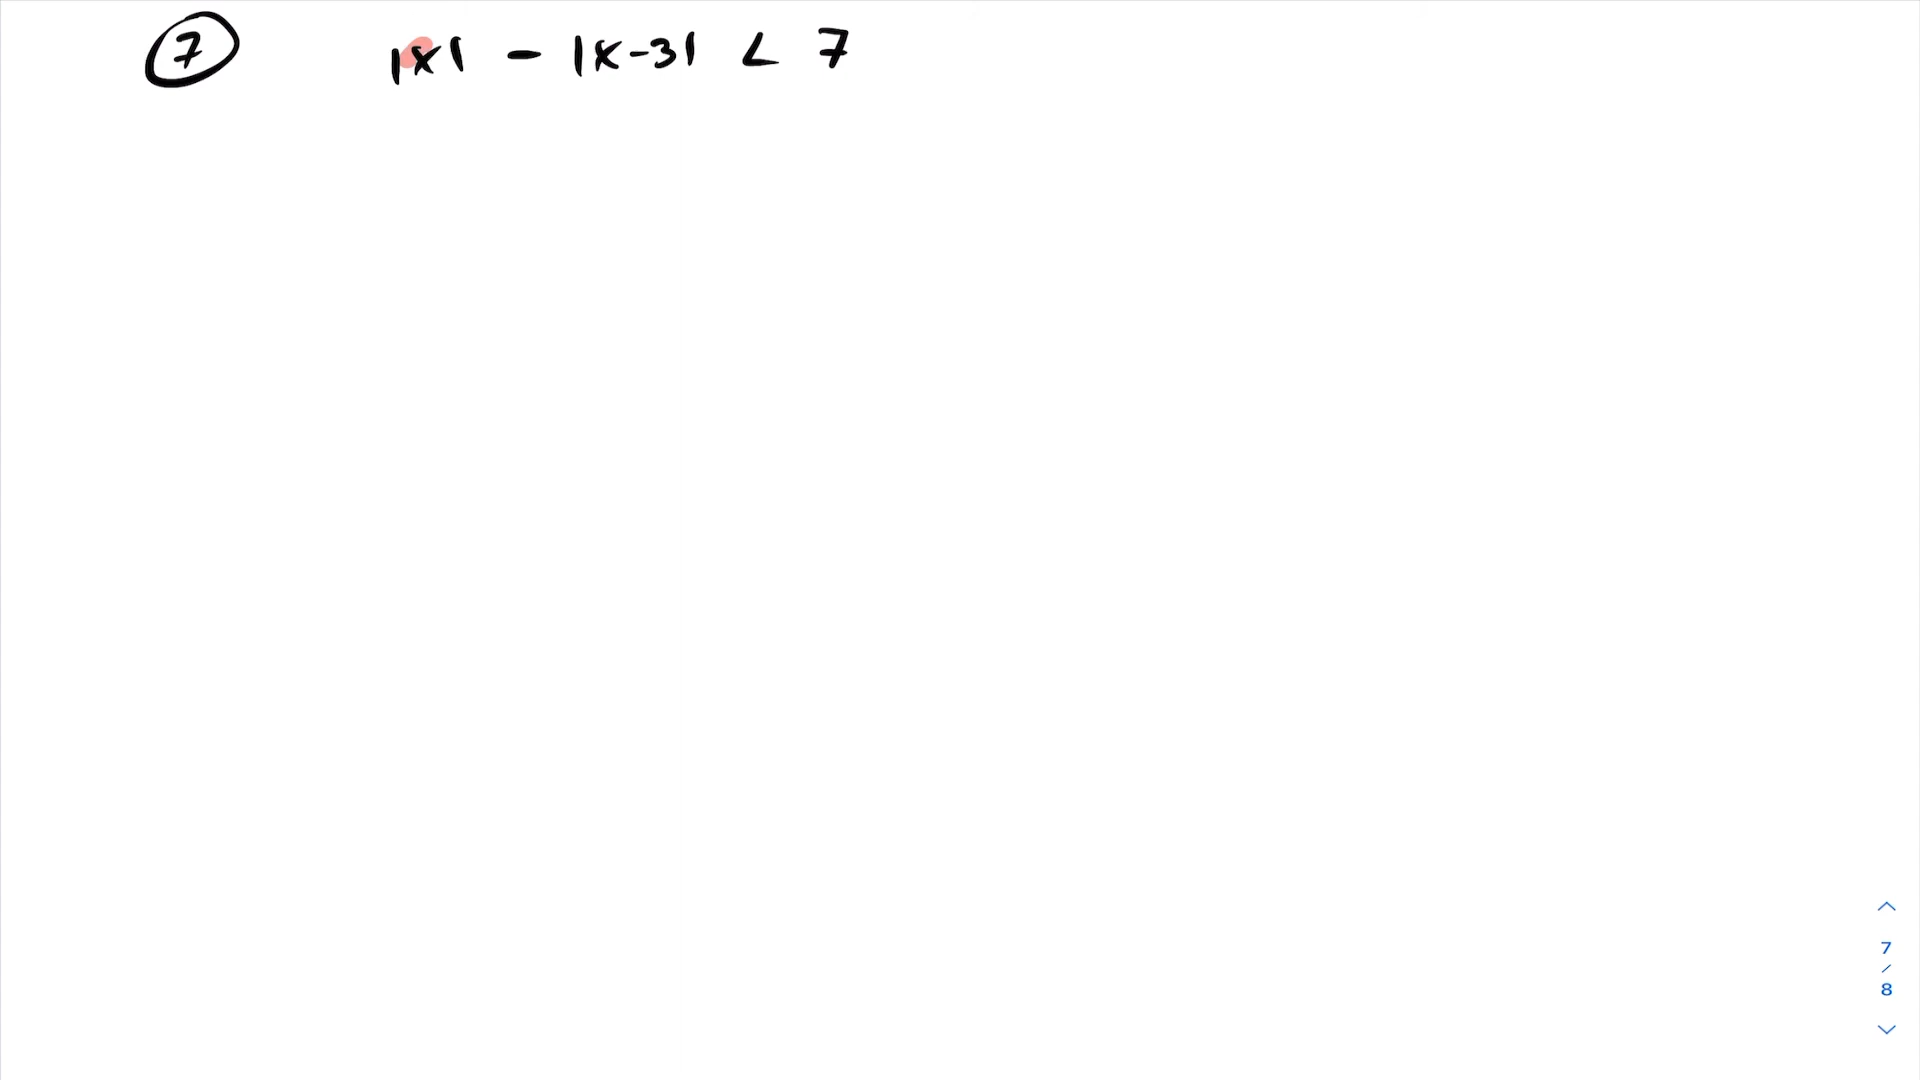 7 |x| - |x-3| < 7
7
/
8